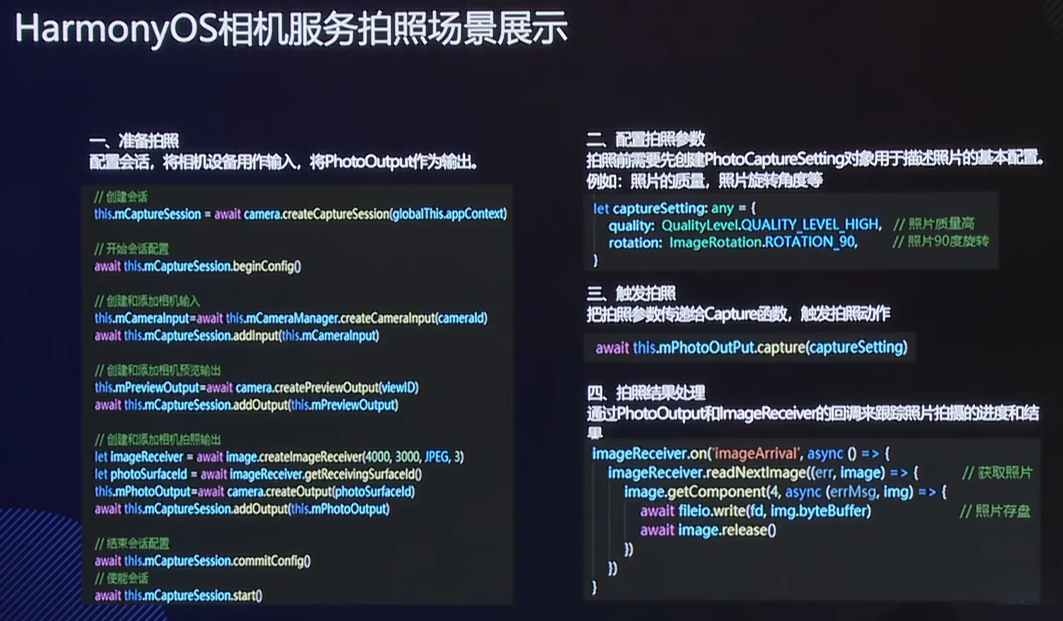 HarmonyOS相机服务拍照场景展示
一、准备拍照
配置会话，将相机设备用作输入，将PhotoOutput作为输出。
// 创建会话
this.mCaptureSession = await camera.createCaptureSession(globalThis.appContext)
// 开始会话配置
await this.mCaptureSession.beginConfig()
// 创建和添加相机输入
this.mCameraInput=await this.mCameraManager.createCameraInput(cameraId)
await this.mCaptureSession.addInput(this.mCameraInput)
// 创建和添加相机预览输出
this.mPreviewOutput=await camera.createPreviewOutput(viewID)
await this.mCaptureSession.addOutput(this.mPreviewOutput)
// 创建和添加相机拍照输出
let imageReceiver = await image.createImageReceiver(4000, 3000, JPEG, 3)
let photoSurfaceId = await imageReceiver.getReceivingSurfaceId()
this.mPhotoOutput=await camera.createOutput(photoSurfaceId)
await this.mCaptureSession.addOutput(this.mPhotoOutput)
// 结束会话配置
await this.mCaptureSession.commitConfig()
// 使能会话
await this.mCaptureSession.start()
二、配置拍照参数
拍照前需要先创建PhotoCaptureSetting对象用于描述照片的基本配置。
例如：照片的质量，照片旋转角度等
let captureSetting: any = {
quality: QualityLevel.QUALITY_LEVEL_HIGH, // 照片质量高
rotation: ImageRotation.ROTATION_90, // 照片90度旋转
}
三、触发拍照
把拍照参数传递给Capture函数，触发拍照动作
await this.mPhotoOutPut.capture(captureSetting)
四、拍照结果处理
通过PhotoOutput和ImageReceiver的回调来跟踪照片拍摄的进度和结
果
imageReceiver.on('imageArrival', async () => {
imageReceiver.readNextImage((err, image) => { // 获取照片
image.getComponent(4, async (errMsg, img) => {
await fileio.write(fd, img.byteBuffer) // 照片存盘
await image.release()
})
})
}